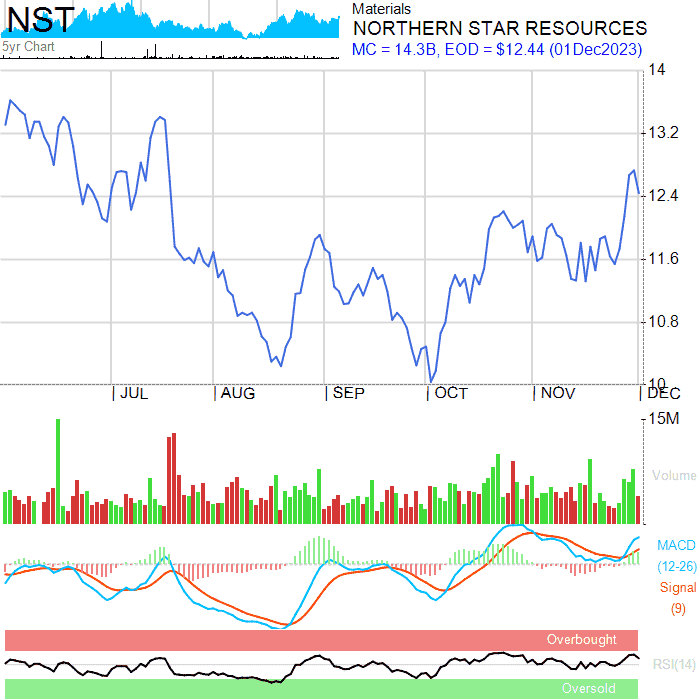 NST
5yr Chart
Materials
NORTHERN STAR RESOURCES
MC = 14.3B, EOD = $12.44 (01Dec2023)
14
13.2
12.4
11.6
10.8
10
JUL AUG SEP OCT NOV DEC
15M
Volume
MACD
(12-26)
Signal
(9)
Overbought
RSI(14)
Oversold